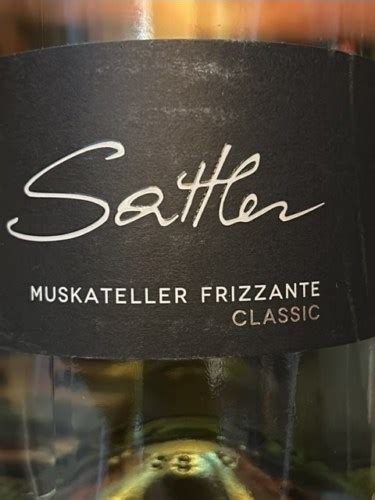 Sattler
MUSKATELLER FRIZZANTE
CLASSIC